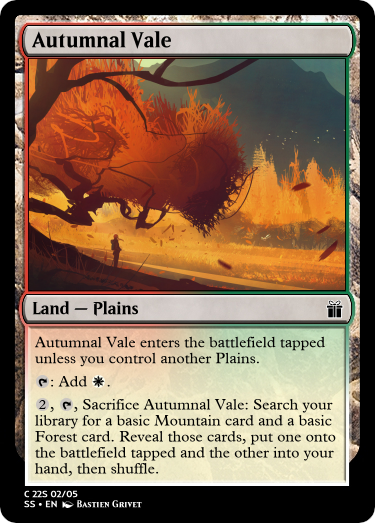 Autumnal Vale
Land — Plains
Autumnal Vale enters the battlefield tapped
unless you control another Plains.
: Add .
2, , Sacrifice Autumnal Vale: Search your
library for a basic Mountain card and a basic
Forest card. Reveal those cards, put one onto
the battlefield tapped and the other into your
hand, then shuffle.
C 22S 02/05
SS • EN Bastien Grivet